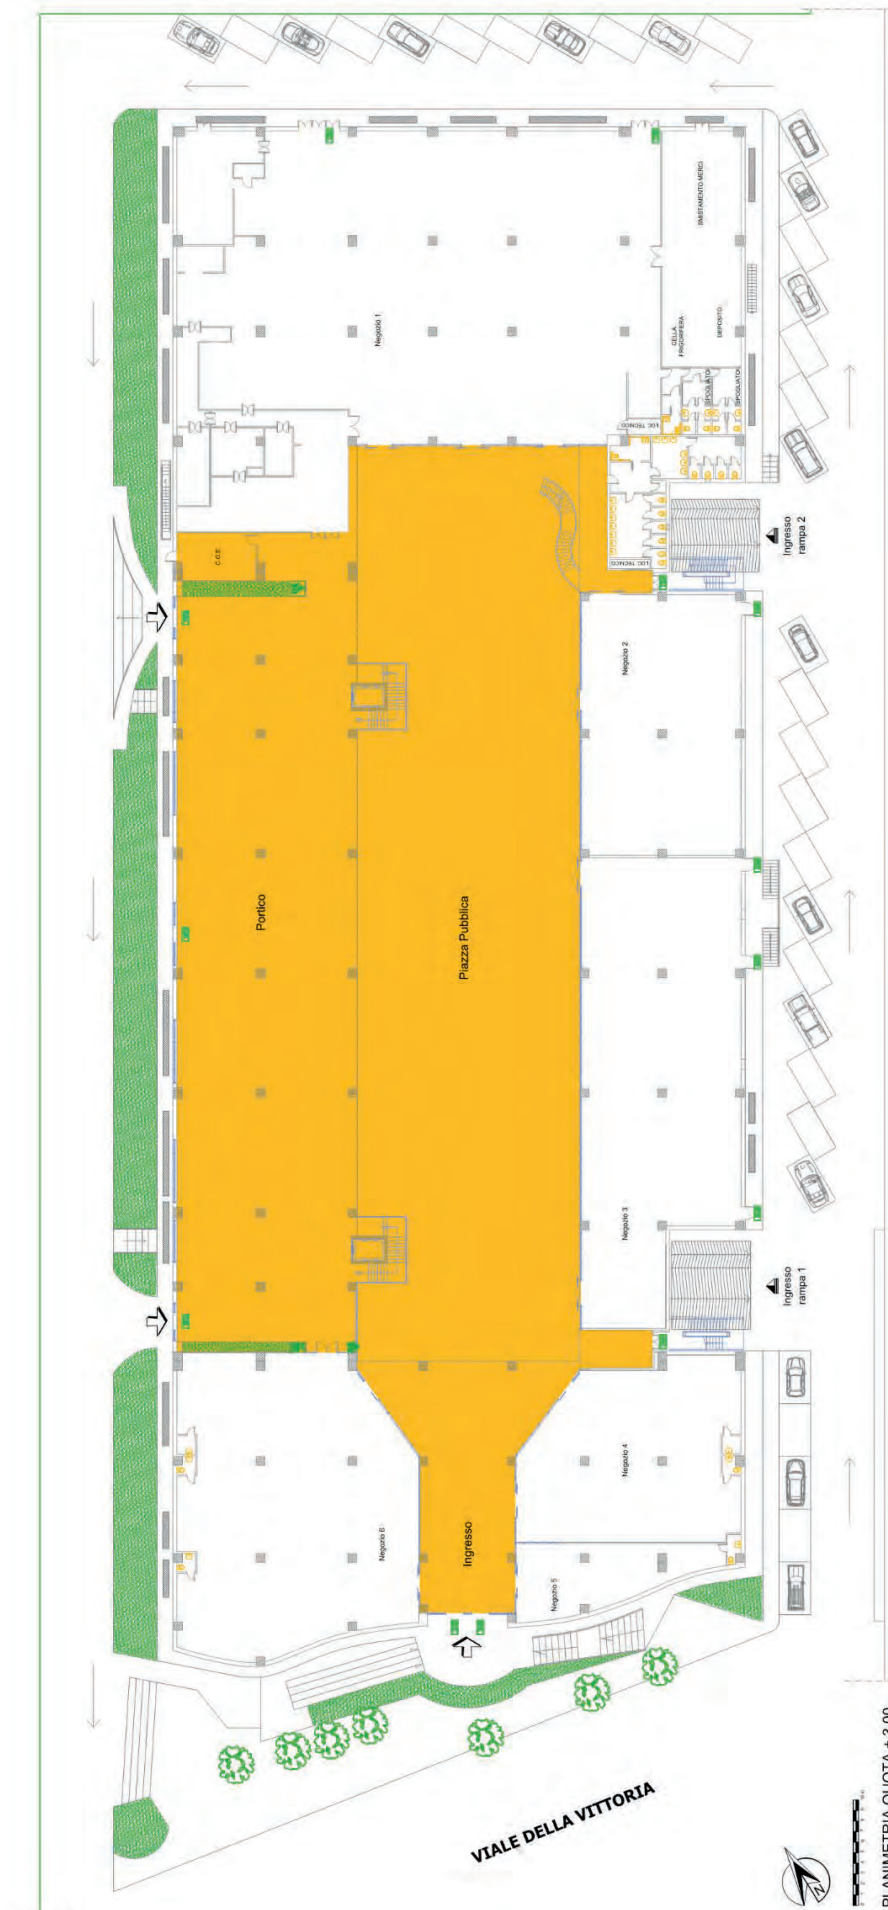 SMISTAMENTO MERCI
CELLA
FRIGORIFERA
DEPOSITO
Negozio 1
SPOGLIATOI
SPOGLIATOI
LOC. TECNICO
LOC. TECNICO
C.O.E.
Ingresso
rampa 2
Negozio 2
Portico
Piazza Pubblica
Negozio 3
Ingresso
rampa 1
Negozio 4
Negozio 6
Ingresso
Negozio 5
VIALE DELLA VITTORIA
N
PLANIMETRIA QUOTA + 3.00